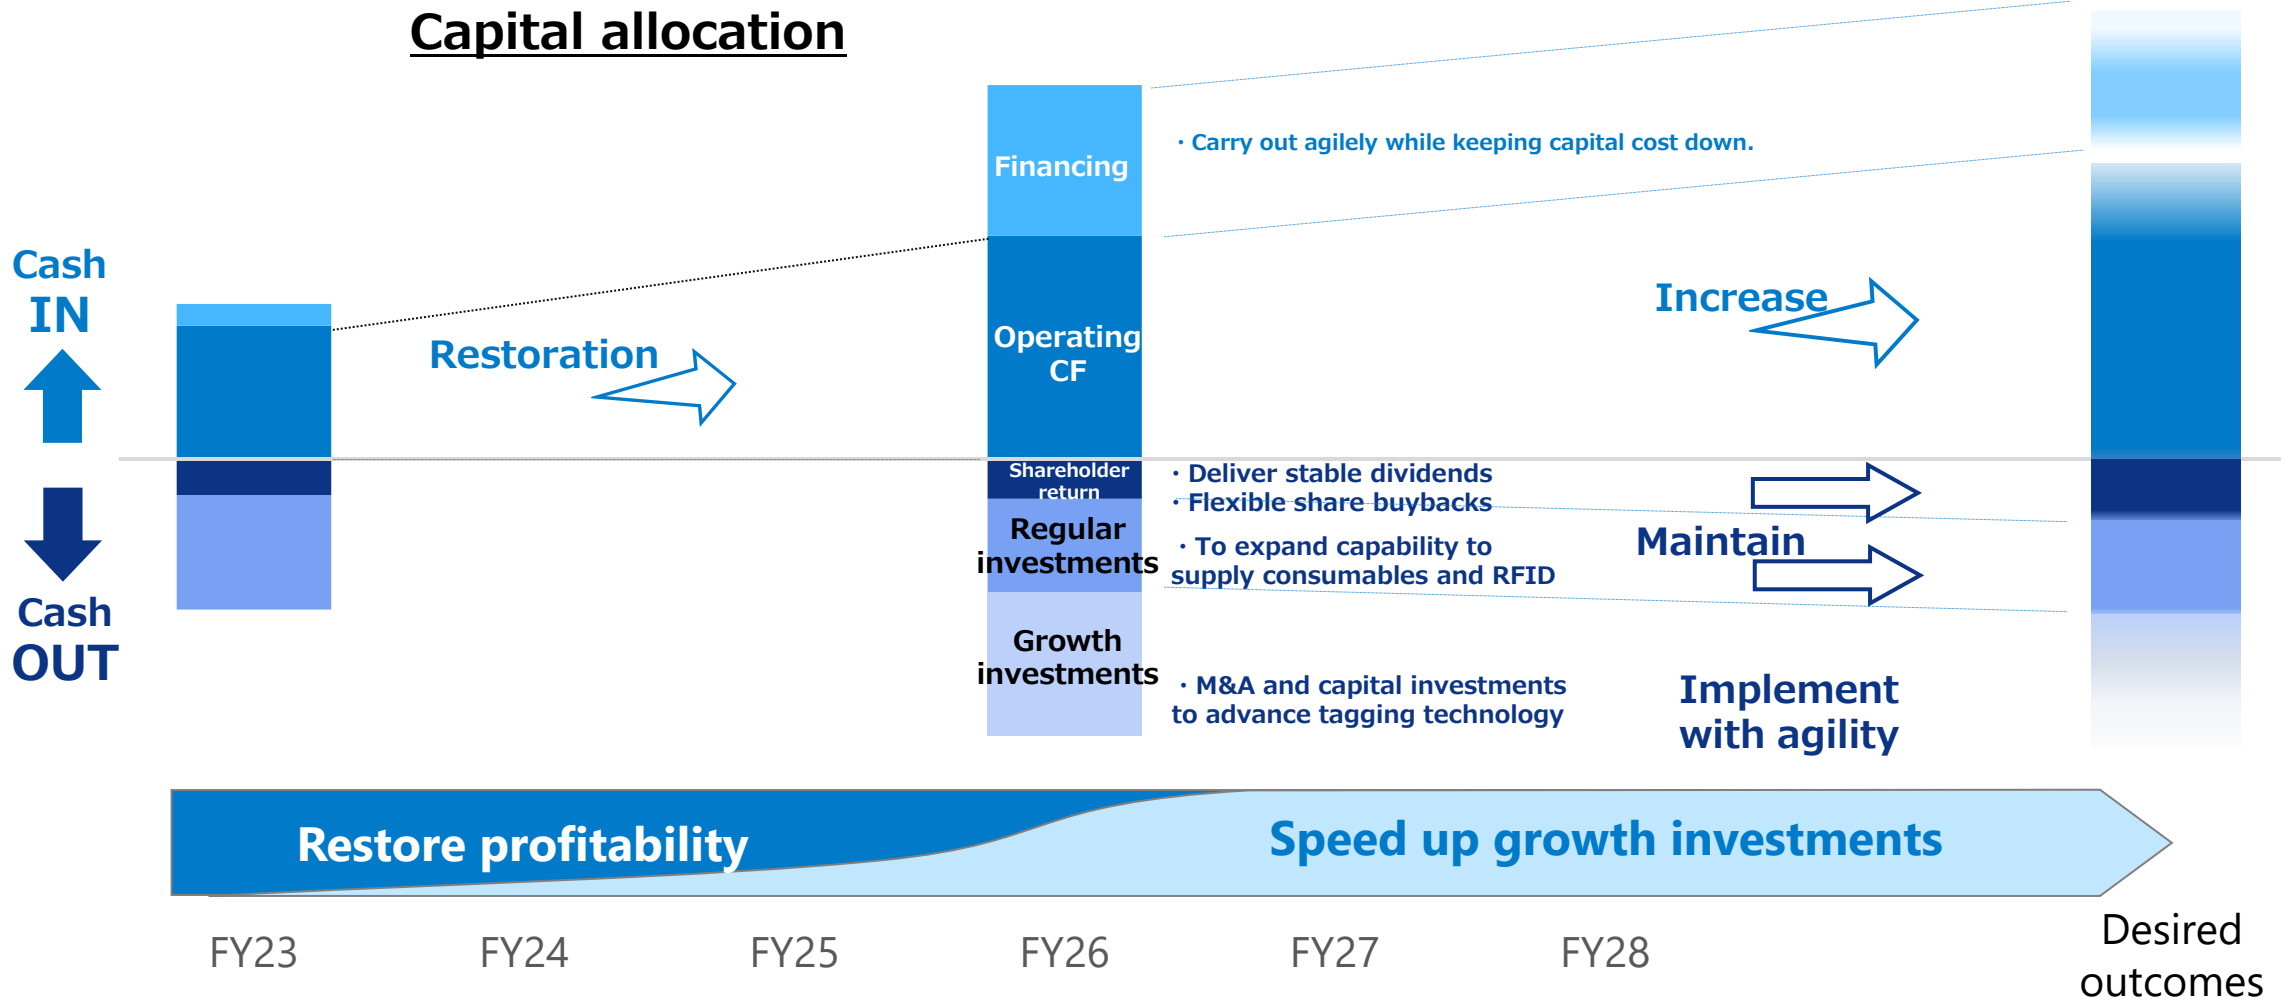 Capital allocation
Cash
IN
Cash
OUT
Restoration
Financing
Operating
CF
Shareholder
return
Regular
investments
Growth
investments
・Carry out agilely while keeping capital cost down.
Increase
・Deliver stable dividends
・Flexible share buybacks
・To expand capability to
supply consumables and RFID
Maintain
・M&A and capital investments
to advance tagging technology
Implement
with agility
Restore profitability
Speed up growth investments
FY23
FY24
FY25
FY26
FY27
FY28
Desired
outcomes